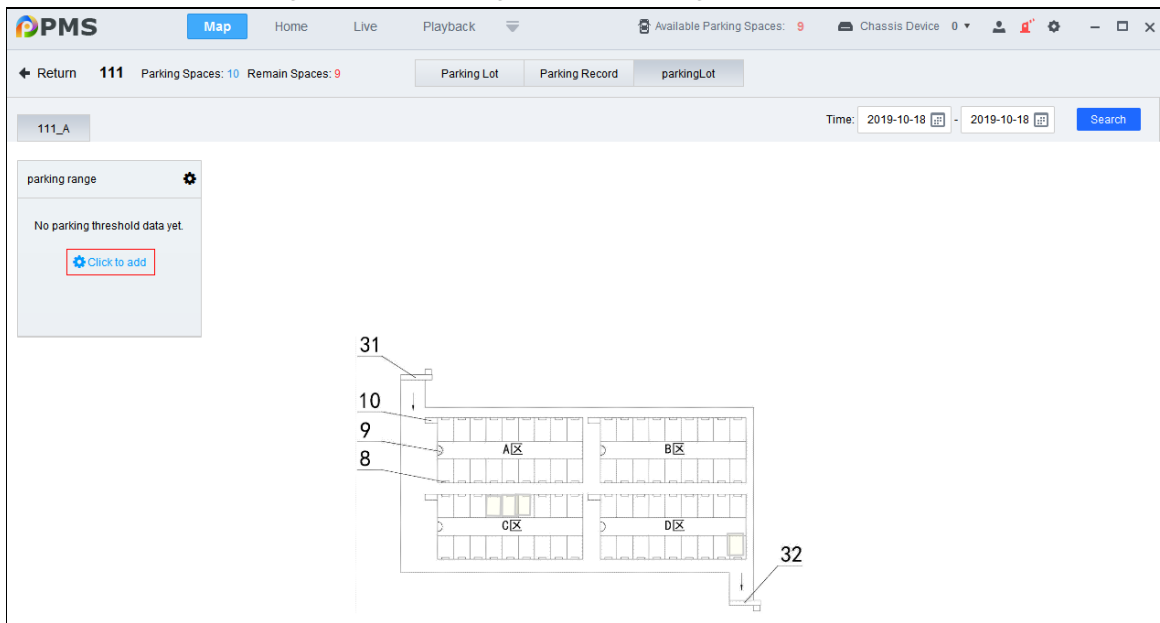 PPMS Map Home Live Playback Available Parking Spaces: 9 Chassis Device 0
Return 111 Parking Spaces: 10 Remain Spaces: 9 Parking Lot Parking Record parkingLot
111_A Time: 2019-10-18 - 2019-10-18 Search
parking range
No parking threshold data yet.
Click to add
31
10
9
A区 B区
8
C区 D区
32